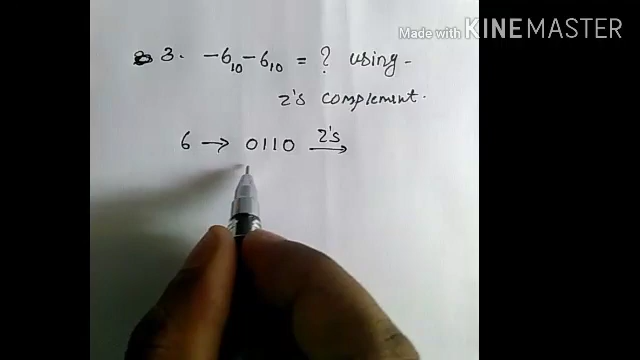 Made with KINEMASTER
3. -6₁₀ -6₁₀ = ? using
2's complement.
6 → 0110 2's →